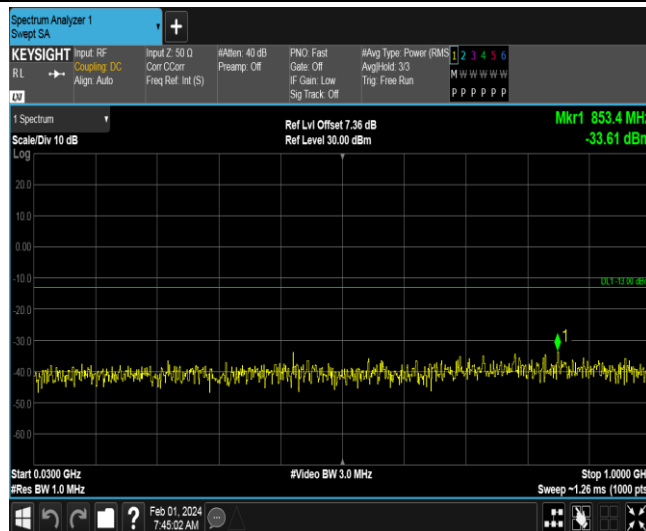 Spectrum Analyzer 1
Swept SA
+
KEYSIGHT
RL
Input: RF
Coupling: DC
Align: Auto
Input Z: 50 Ω
Corr CCorr
Freq Ref: Int (S)
#Atten: 40 dB
Preamp: Off
PNO: Fast
Gate: Off
IF Gain: Low
Sig Track: Off
#Avg Type: Power (RMS
Avg|Hold: 3/3
Trig: Free Run
1 2 3 4 5 6
M W W W W W
P P P P P P
1 Spectrum
Scale/Div 10 dB
Log
Ref Lvl Offset 7.36 dB
Ref Level 30.00 dBm
Mkr1 853.4 MHz
-33.61 dBm
20.0
10.0
0.00
-10.0
DL1 -13.00 dBm
-20.0
-30.0
1
-40.0
-50.0
-60.0
Start 0.0300 GHz
#Res BW 1.0 MHz
#Video BW 3.0 MHz
Stop 1.0000 GHz
Sweep ~1.26 ms (1000 pts
?
Feb 01, 2024
7:45:02 AM